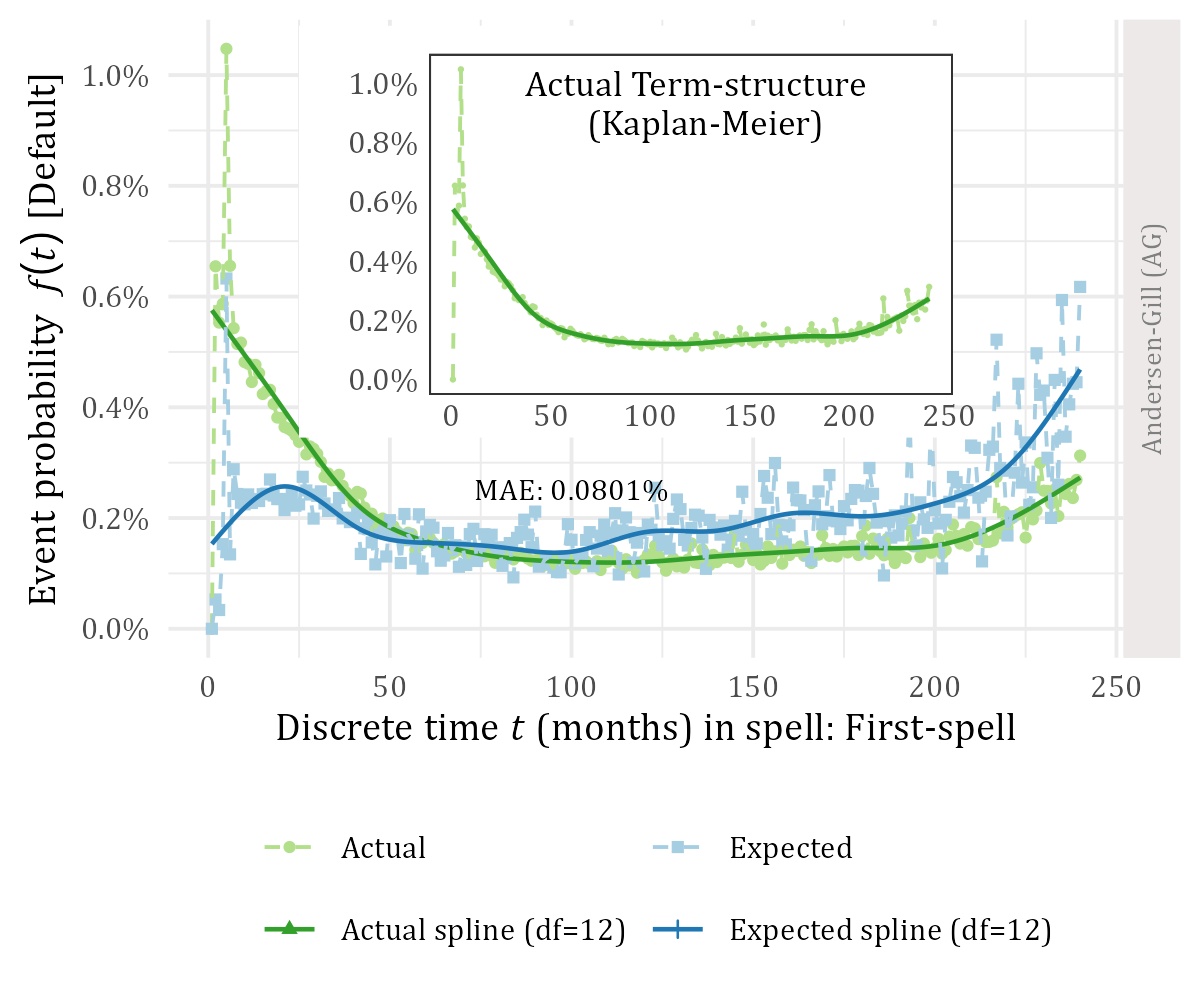 Event probability f(t) [Default]
1.0%
0.8%
0.6%
0.4%
0.2%
0.0%
Actual Term-structure
(Kaplan-Meier)
1.0%
0.8%
0.6%
0.4%
0.2%
0.0%
0 50 100 150 200 250
MAE: 0.0801%
Andersen-Gill (AG)
0 50 100 150 200 250
Discrete time t (months) in spell: First-spell
Actual Expected
Actual spline (df=12) Expected spline (df=12)